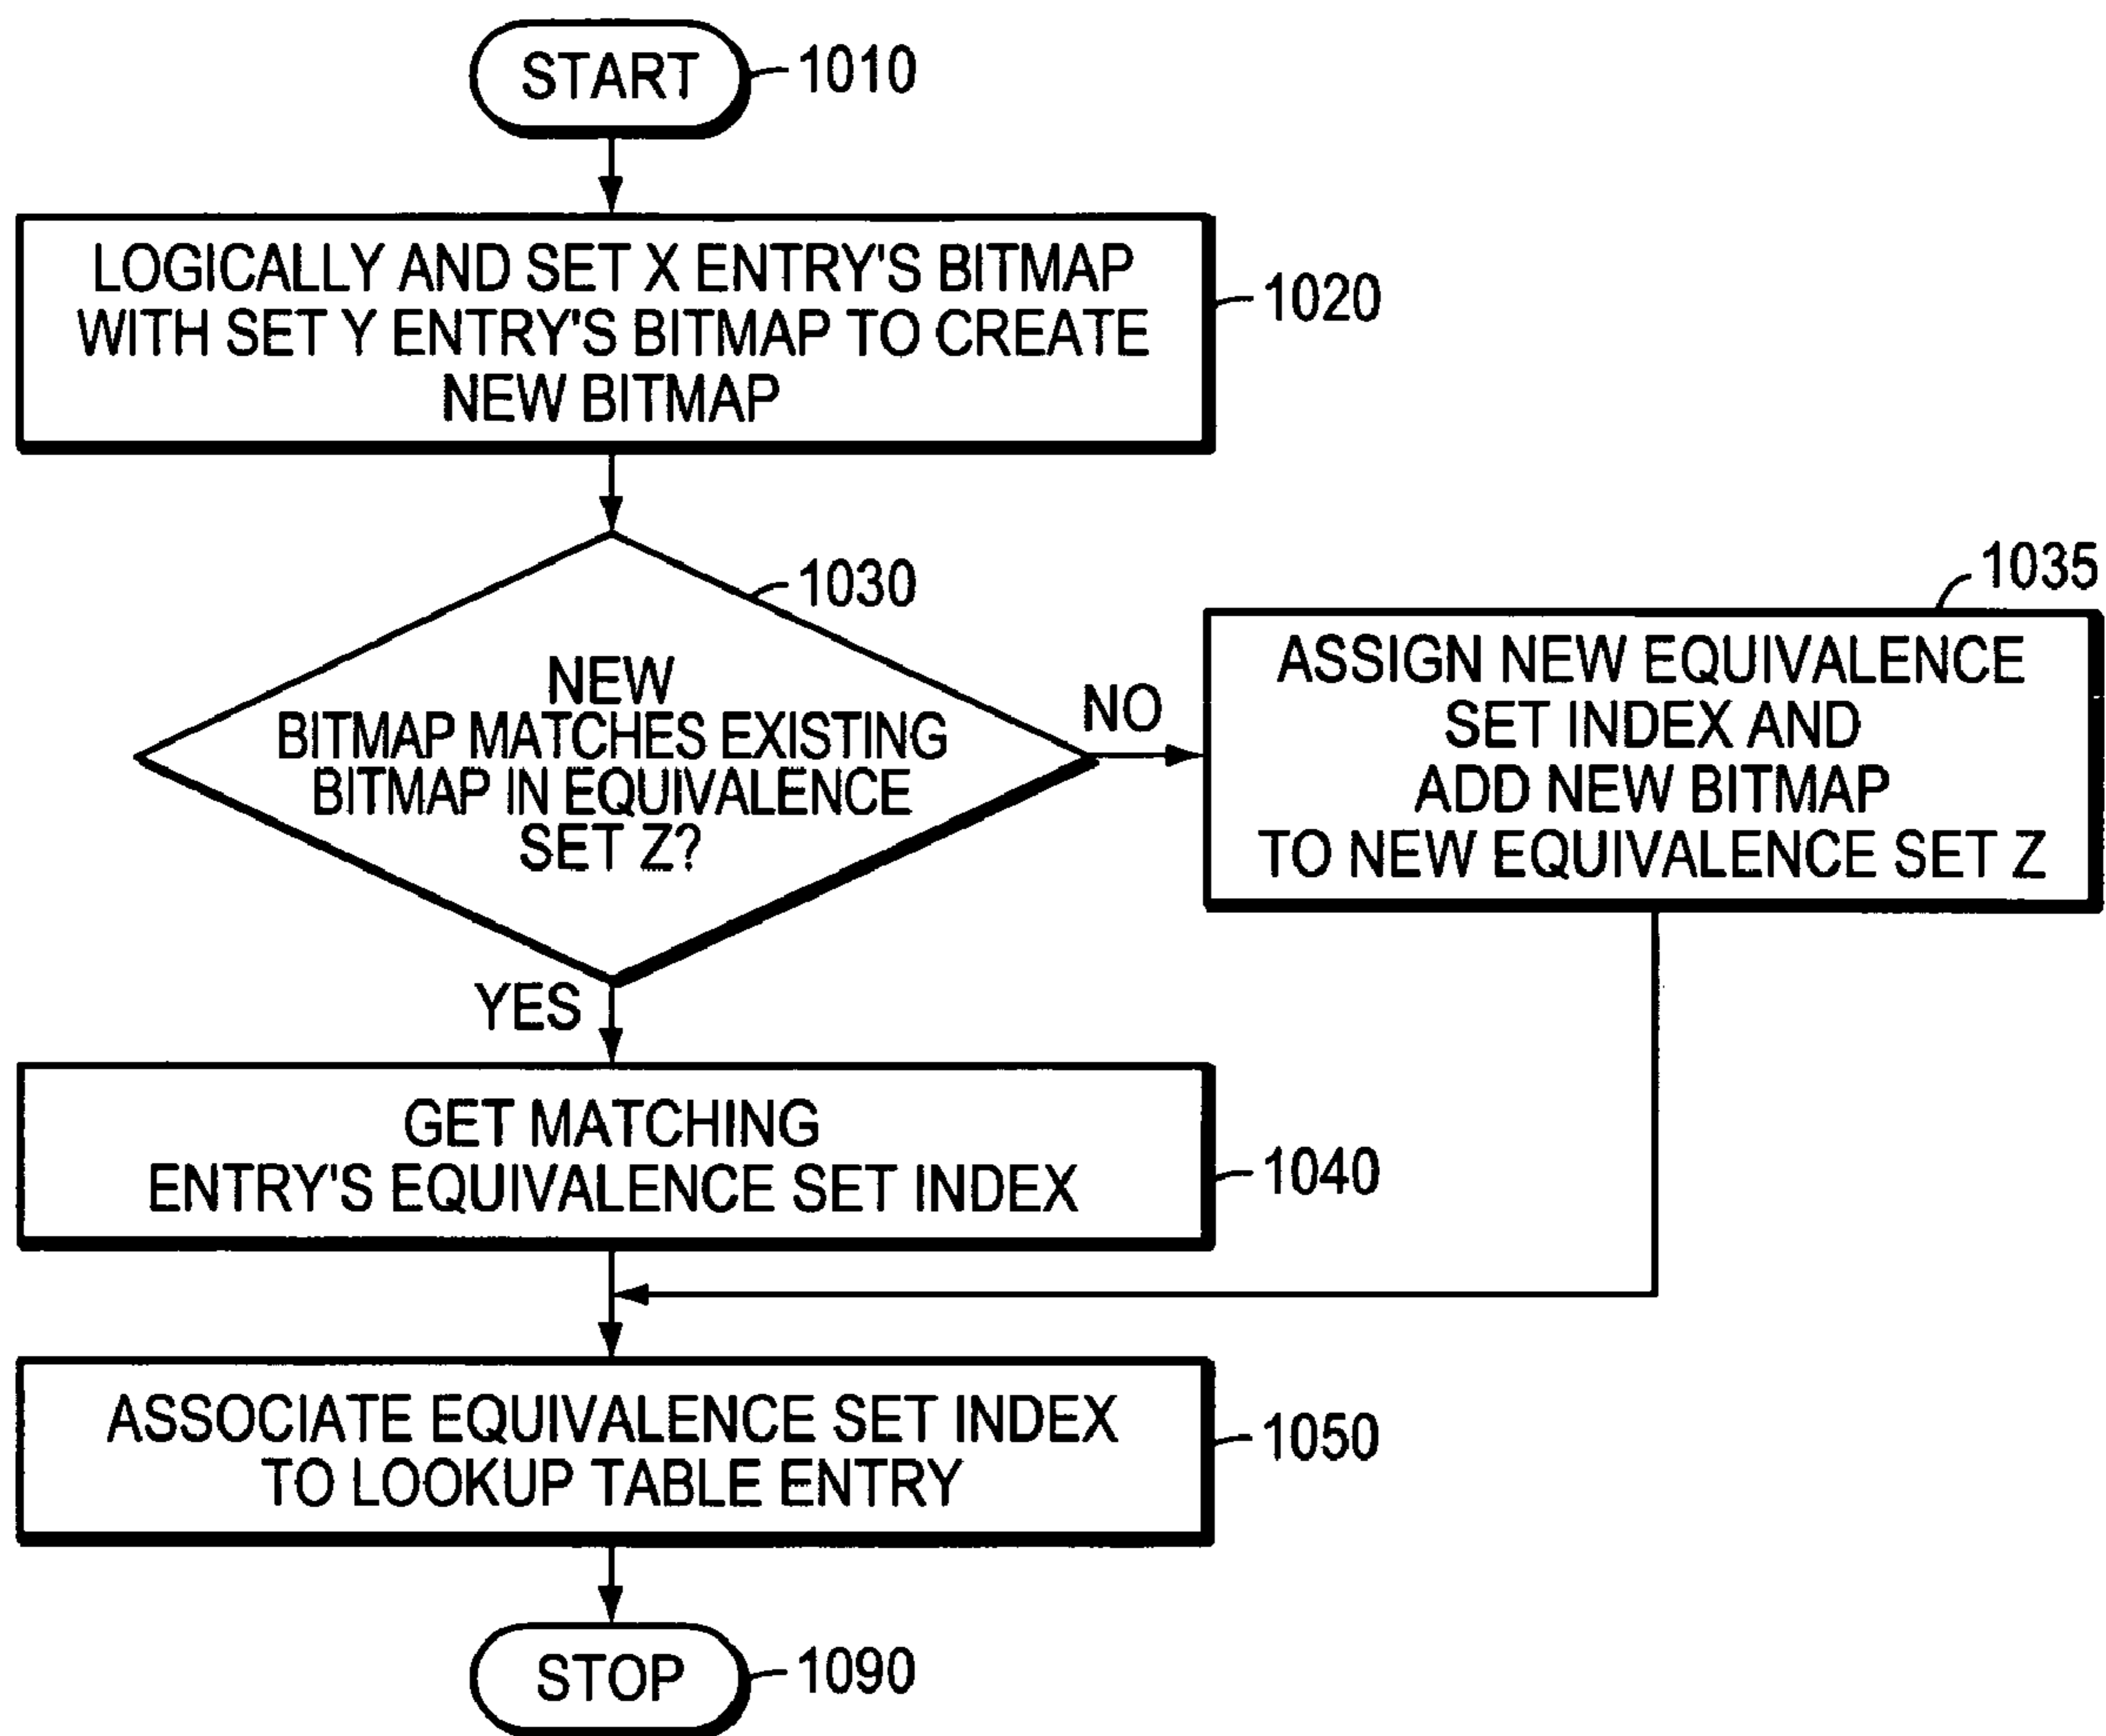 START
1010
LOGICALLY AND SET X ENTRY'S BITMAP
WITH SET Y ENTRY'S BITMAP TO CREATE
NEW BITMAP
1020
1030
NEW
BITMAP MATCHES EXISTING
BITMAP IN EQUIVALENCE
SET Z?
NO
1035
ASSIGN NEW EQUIVALENCE
SET INDEX AND
ADD NEW BITMAP
TO NEW EQUIVALENCE SET Z
YES
GET MATCHING
ENTRY'S EQUIVALENCE SET INDEX
1040
ASSOCIATE EQUIVALENCE SET INDEX
TO LOOKUP TABLE ENTRY
1050
STOP
1090